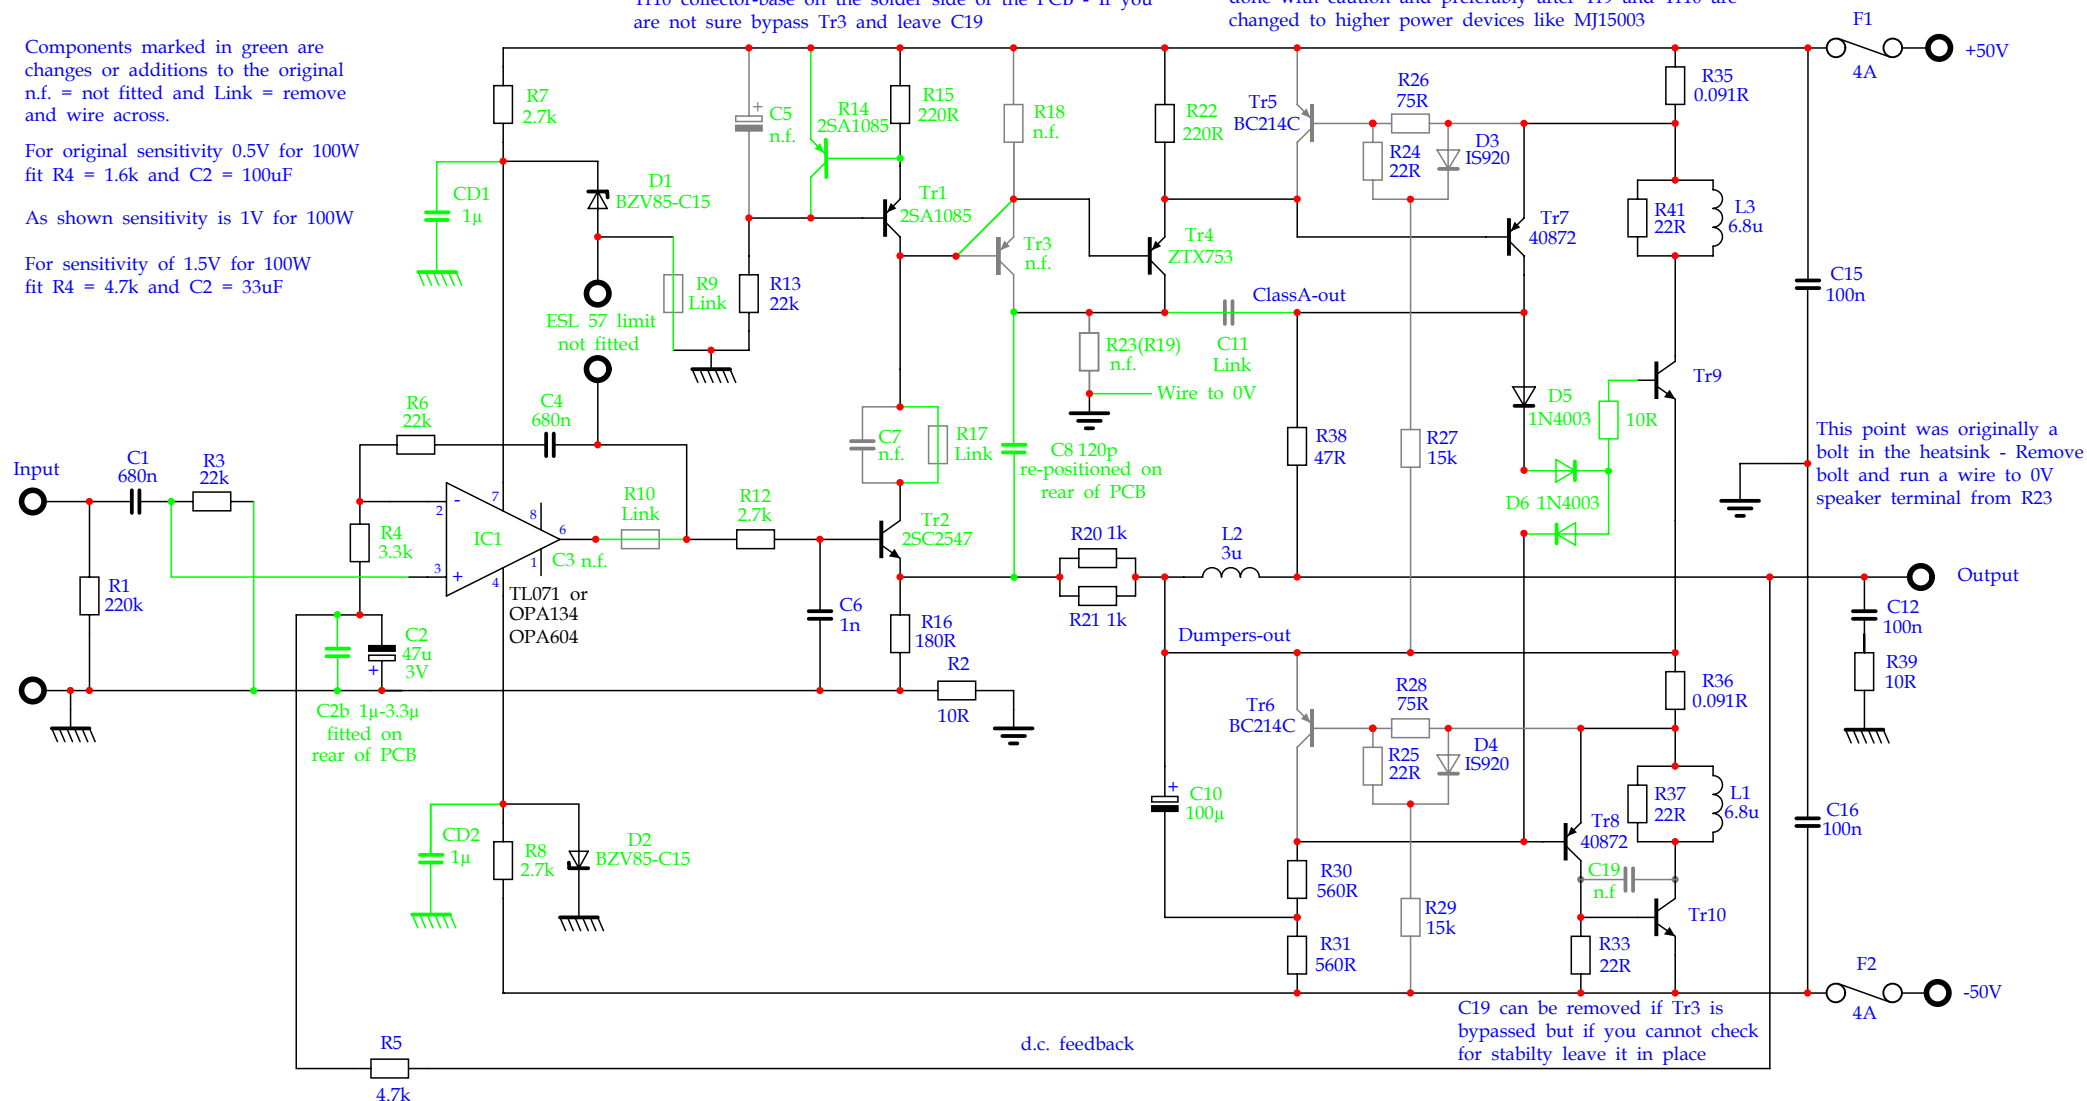 Tr10 collector-base on the solder side of the PCB - if you
are not sure bypass Tr3 and leave C19
done with caution and preferably after Tr9 and Tr10 are
changed to higher power devices like MJ15003
Components marked in green are
changes or additions to the original
n.f. = not fitted and Link = remove
and wire across.
For original sensitivity 0.5V for 100W
fit R4 = 1.6k and C2 = 100uF
As shown sensitivity is 1V for 100W
For sensitivity of 1.5V for 100W
fit R4 = 4.7k and C2 = 33uF
F1
4A
+50V
R7
2.7k
C5
n.f.
+
R14
2SA1085
R15
220R
R18
n.f.
R22
220R
Tr5
BC214C
R26
75R
R24
22R
D3
IS920
R35
0.091R
CD1
1µ
D1
BZV85-C15
Tr1
2SA1085
Tr3
n.f.
Tr4
ZTX753
Tr7
40872
R41
22R
L3
6.8u
R9
Link
R13
22k
ESL 57 limit
not fitted
ClassA-out
C15
100n
R23(R19)
n.f.
C11
Link
Wire to 0V
Tr9
D5
1N4003
10R
R6
22k
C4
680n
C7
n.f.
R17
Link
C8 120p
re-positioned on
rear of PCB
R38
47R
R27
15k
This point was originally a
bolt in the heatsink - Remove
bolt and run a wire to 0V
speaker terminal from R23
Input
C1
680n
R3
22k
D6 1N4003
R10
Link
R12
2.7k
Tr2
2SC2547
-
2
7
8
6
IC1
1
3
+
4
C3 n.f.
R4
3.3k
R20 1k
R21 1k
L2
3u
Output
R1
220k
TL071 or
OPA134
OPA604
C6
1n
R16
180R
C12
100n
C2
47u
3V
+
R2
10R
Dumpers-out
R39
10R
C2b 1µ-3.3µ
fitted on
rear of PCB
Tr6
BC214C
R28
75R
R25
22R
D4
IS920
R36
0.091R
+
C10
100µ
R37
22R
L1
6.8u
Tr8
40872
C16
100n
CD2
1µ
R8
2.7k
D2
BZV85-C15
R30
560R
C19
n.f
R29
15k
Tr10
R31
560R
R33
22R
F2
4A
-50V
C19 can be removed if Tr3 is
bypassed but if you cannot check
for stabilty leave it in place
d.c. feedback
R5
4.7k